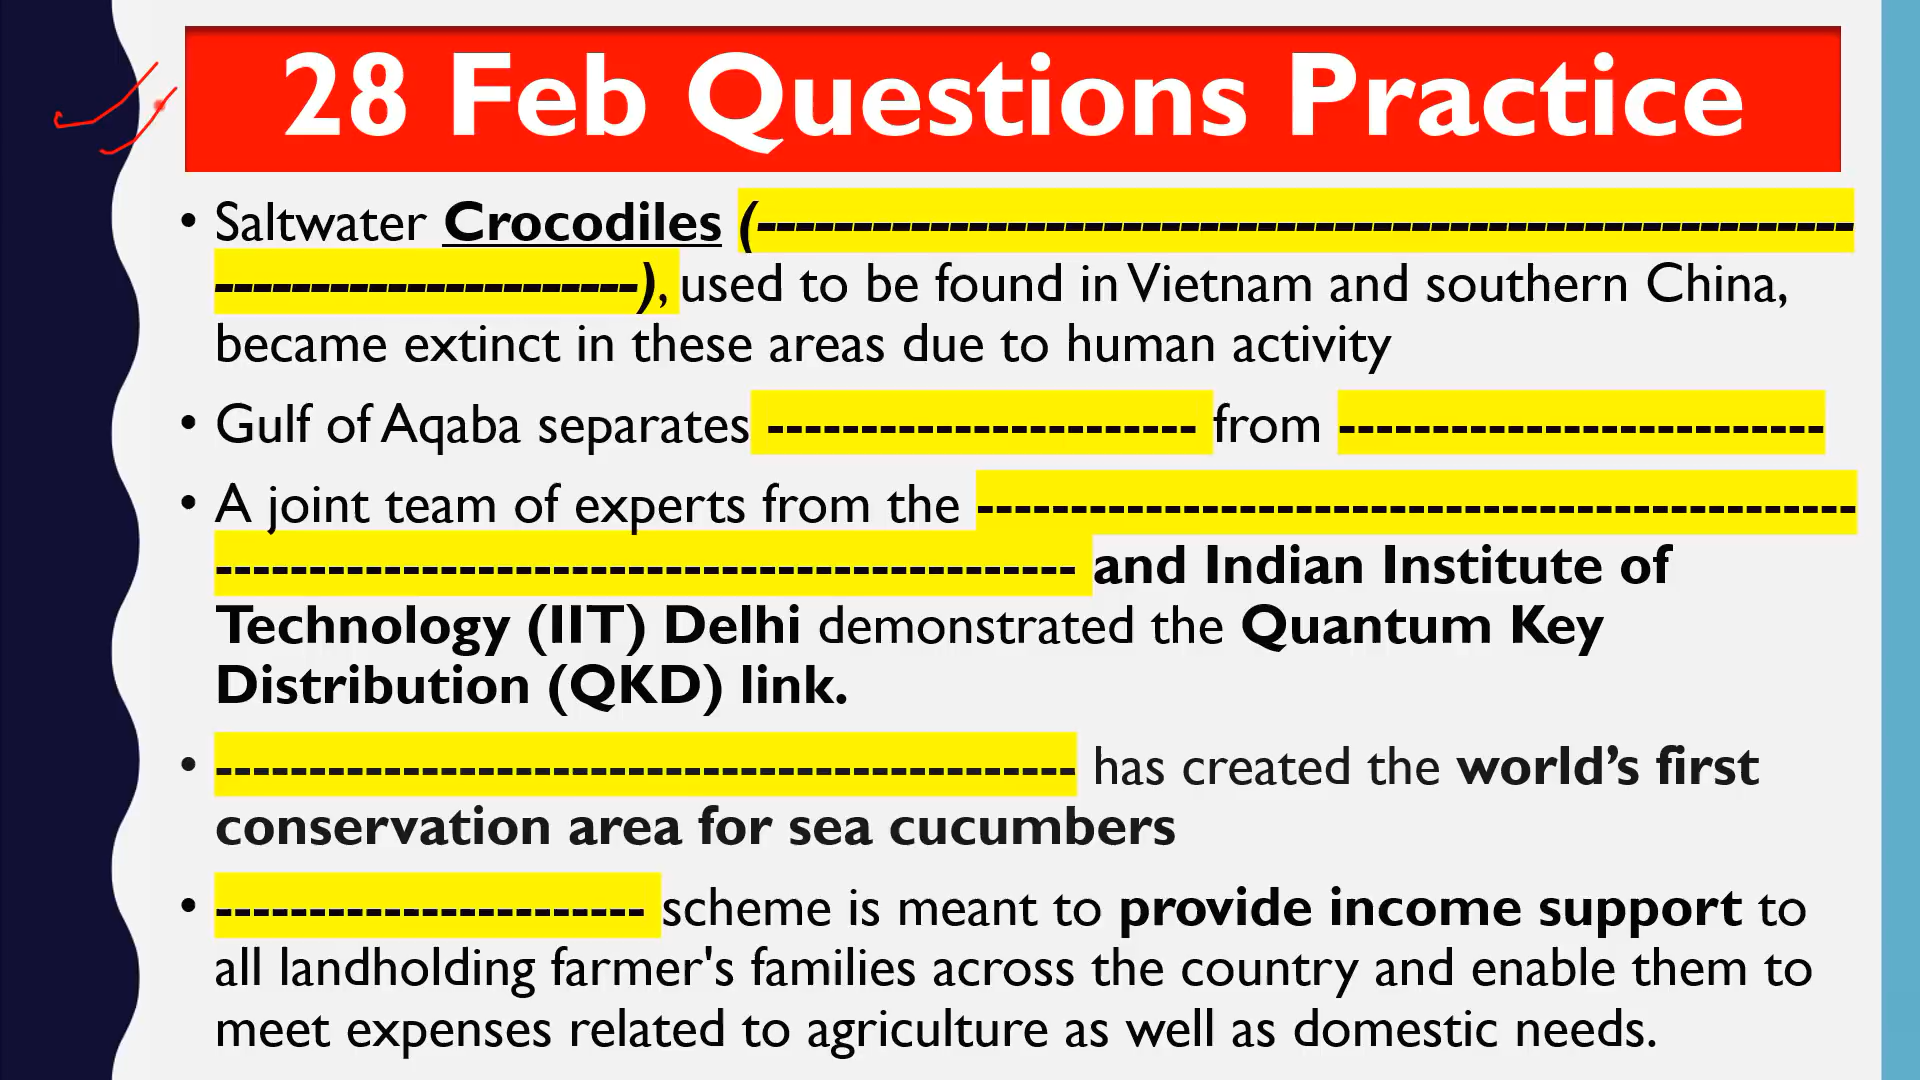 28 Feb Questions Practice
• Saltwater Crocodiles (---------------------------------------------------------
----------------------), used to be found in Vietnam and southern China,
became extinct in these areas due to human activity
• Gulf of Aqaba separates ----------------------- from --------------------------
• A joint team of experts from the -----------------------------------------------
---------------------------------------------- and Indian Institute of
Technology (IIT) Delhi demonstrated the Quantum Key
Distribution (QKD) link.
• ---------------------------------------------- has created the world’s first
conservation area for sea cucumbers
• ----------------------- scheme is meant to provide income support to
all landholding farmer's families across the country and enable them to
meet expenses related to agriculture as well as domestic needs.